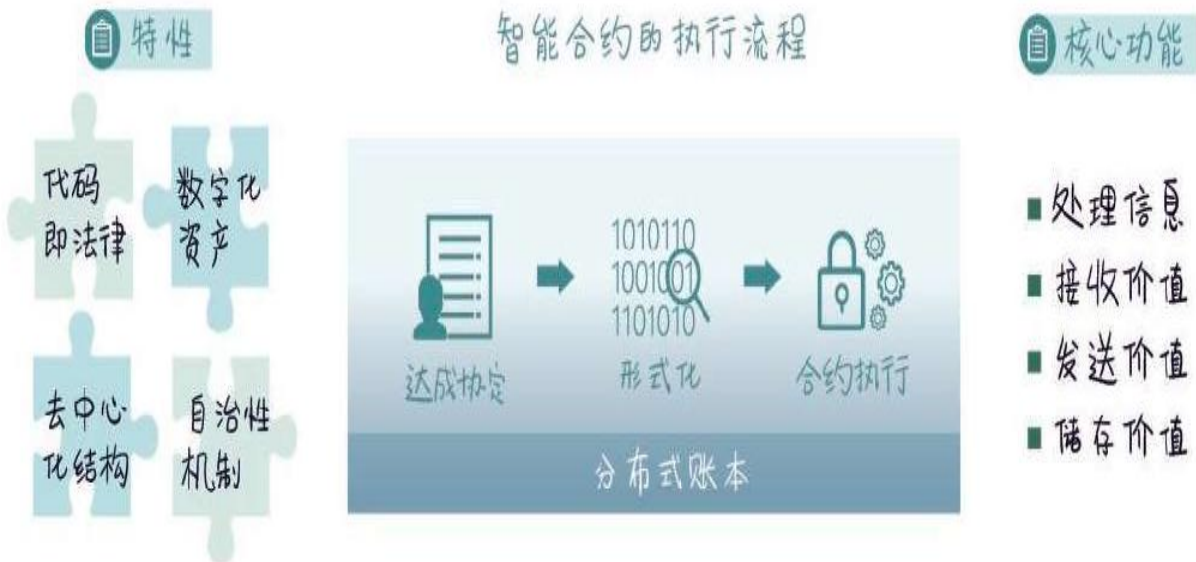 特性
代码
即法律
数字化
资产
去中心
化结构
自治性
机制
智能合约的执行流程
1010110
1001001
1101010
达成协定
形式化
合约执行
分布式账本
核心功能
处理信息
接收价值
发送价值
储存价值